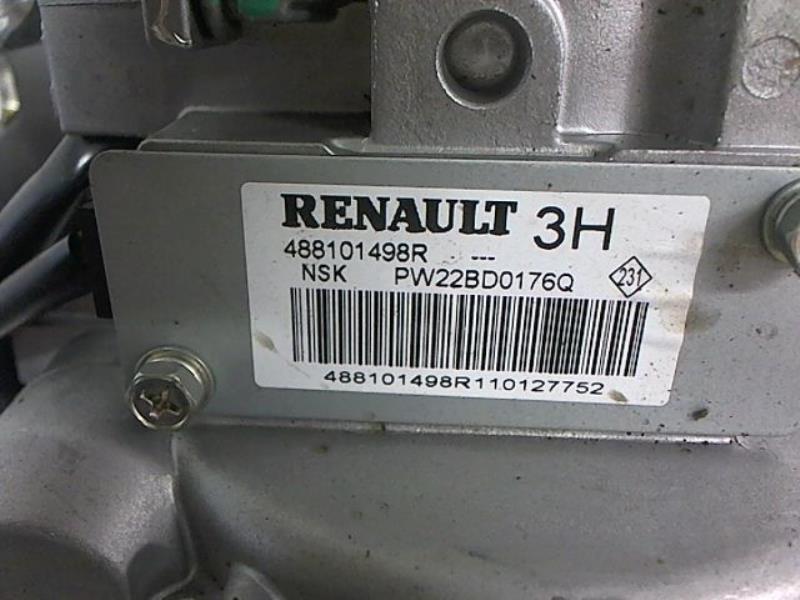 RENAULT 3H
488101498R ---
NSK PW22BD0176Q 231
488101498R110127752